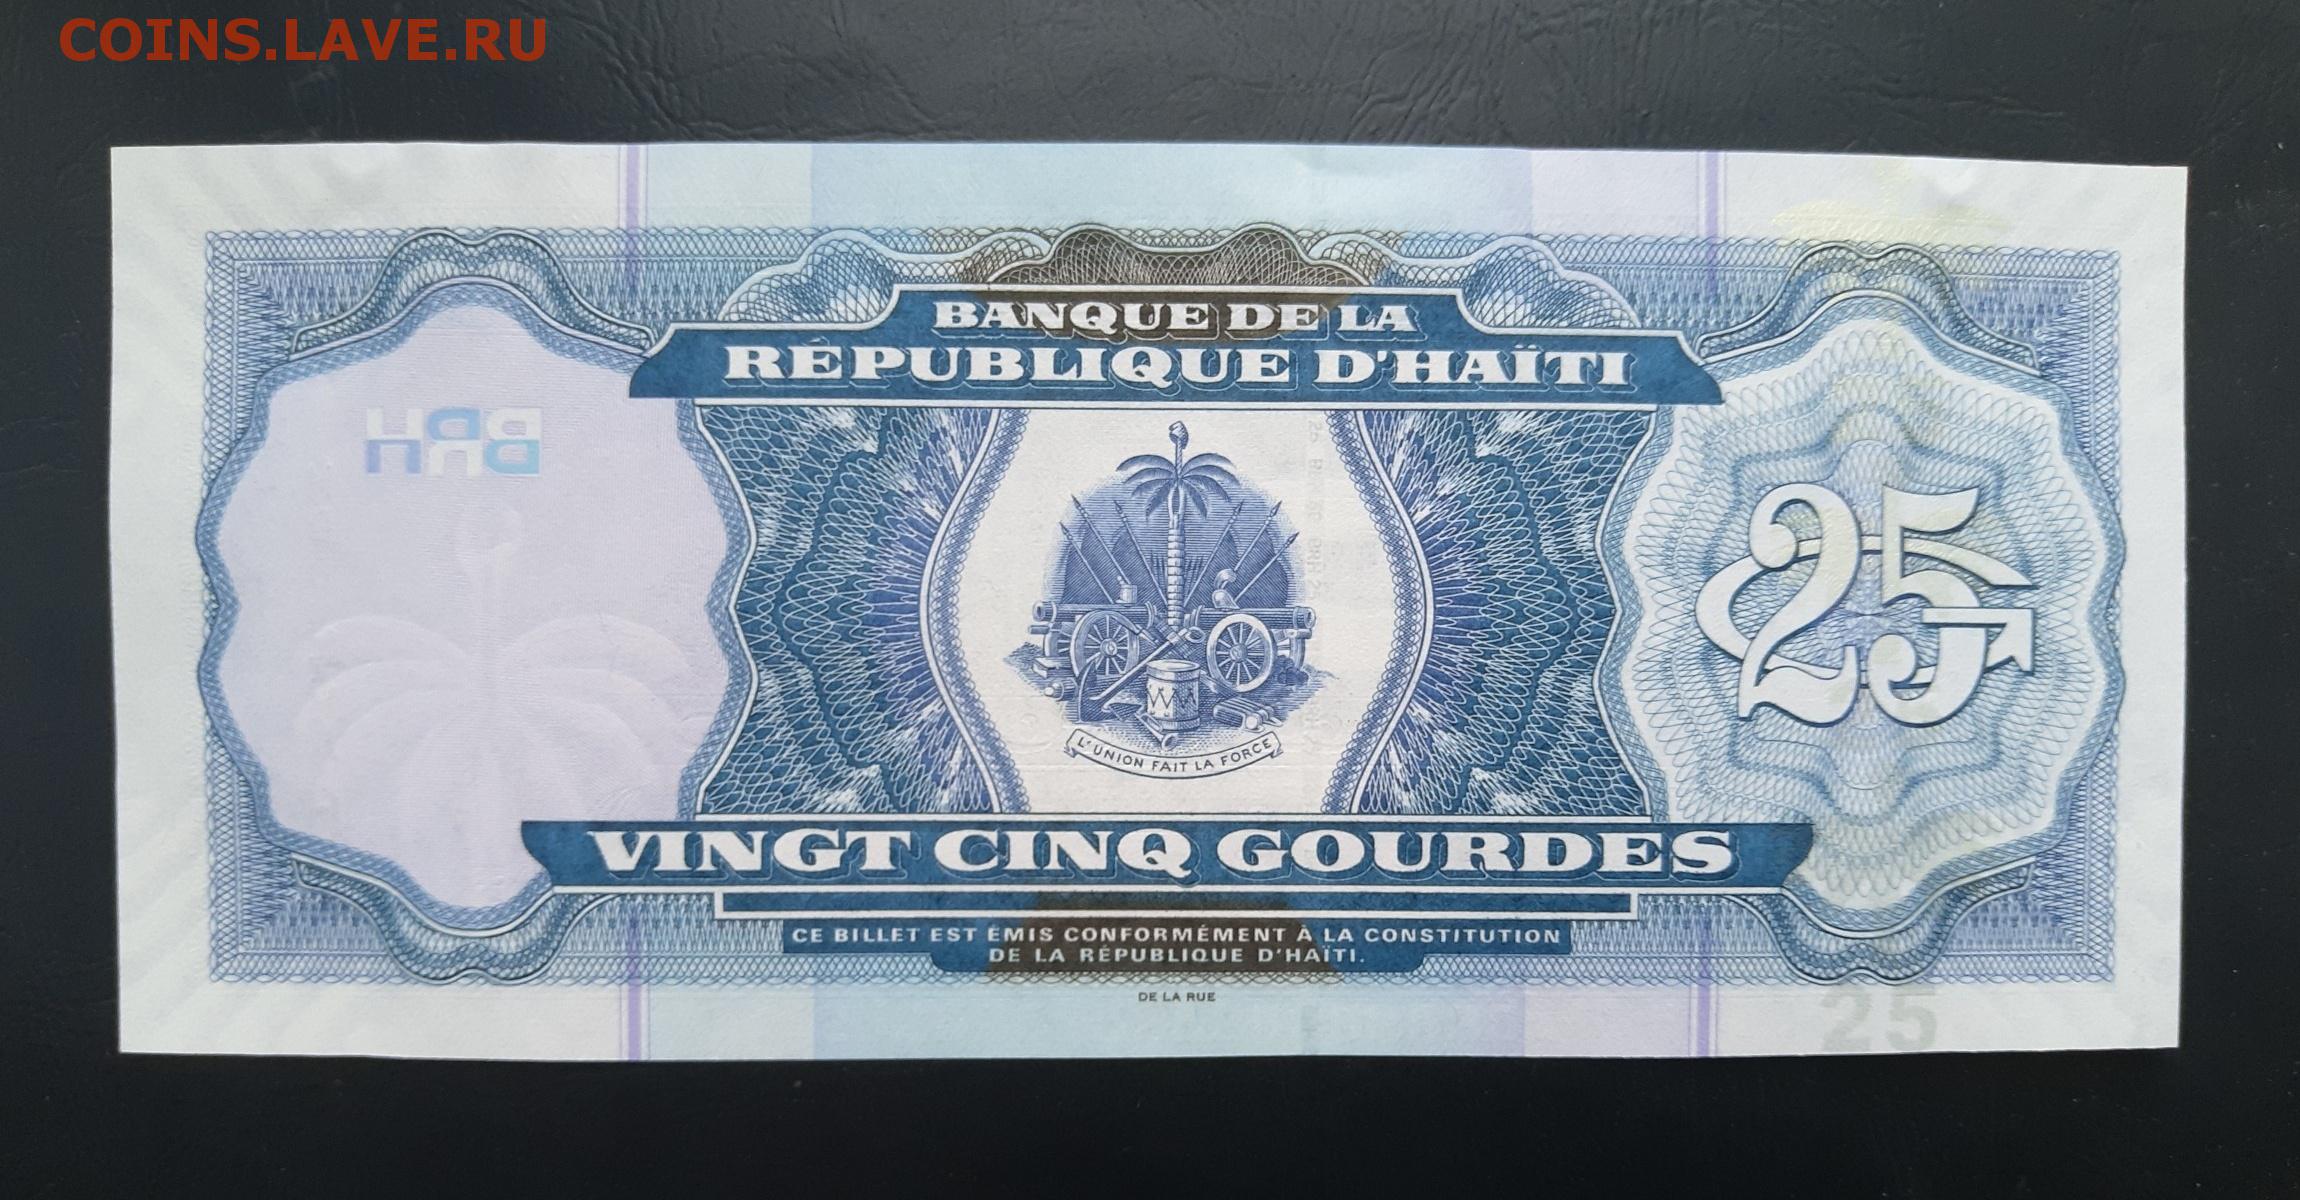 COINS.LAVE.RU
BANQUE DE LA
RÉPUBLIQUE D'HAÏTI
25
L'UNION FAIT LA FORCE
VINGT CINQ GOURDES
CE BILLET EST ÉMIS CONFORMÉMENT À LA CONSTITUTION
DE LA RÉPUBLIQUE D'HAÏTI.
DE LA RUE
25